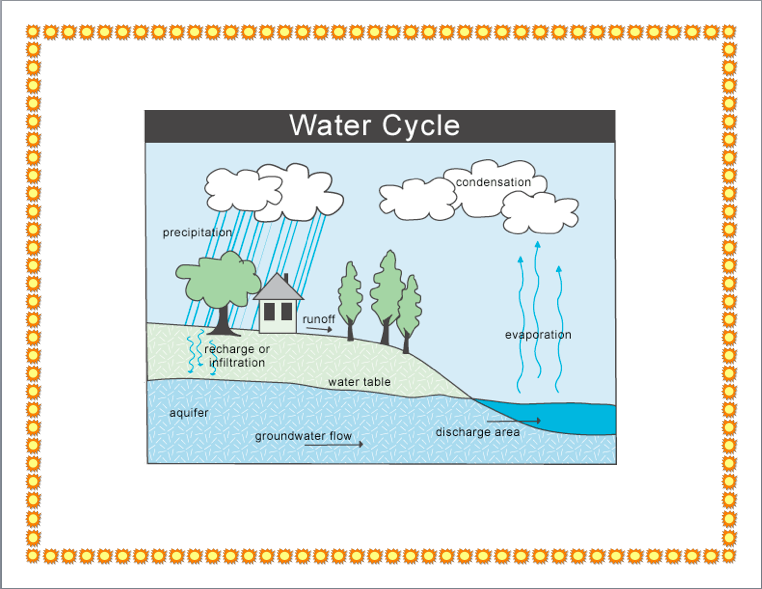 Water Cycle
condensation
precipitation
runoff
evaporation
recharge or
infiltration
water table
aquifer
discharge area
groundwater flow